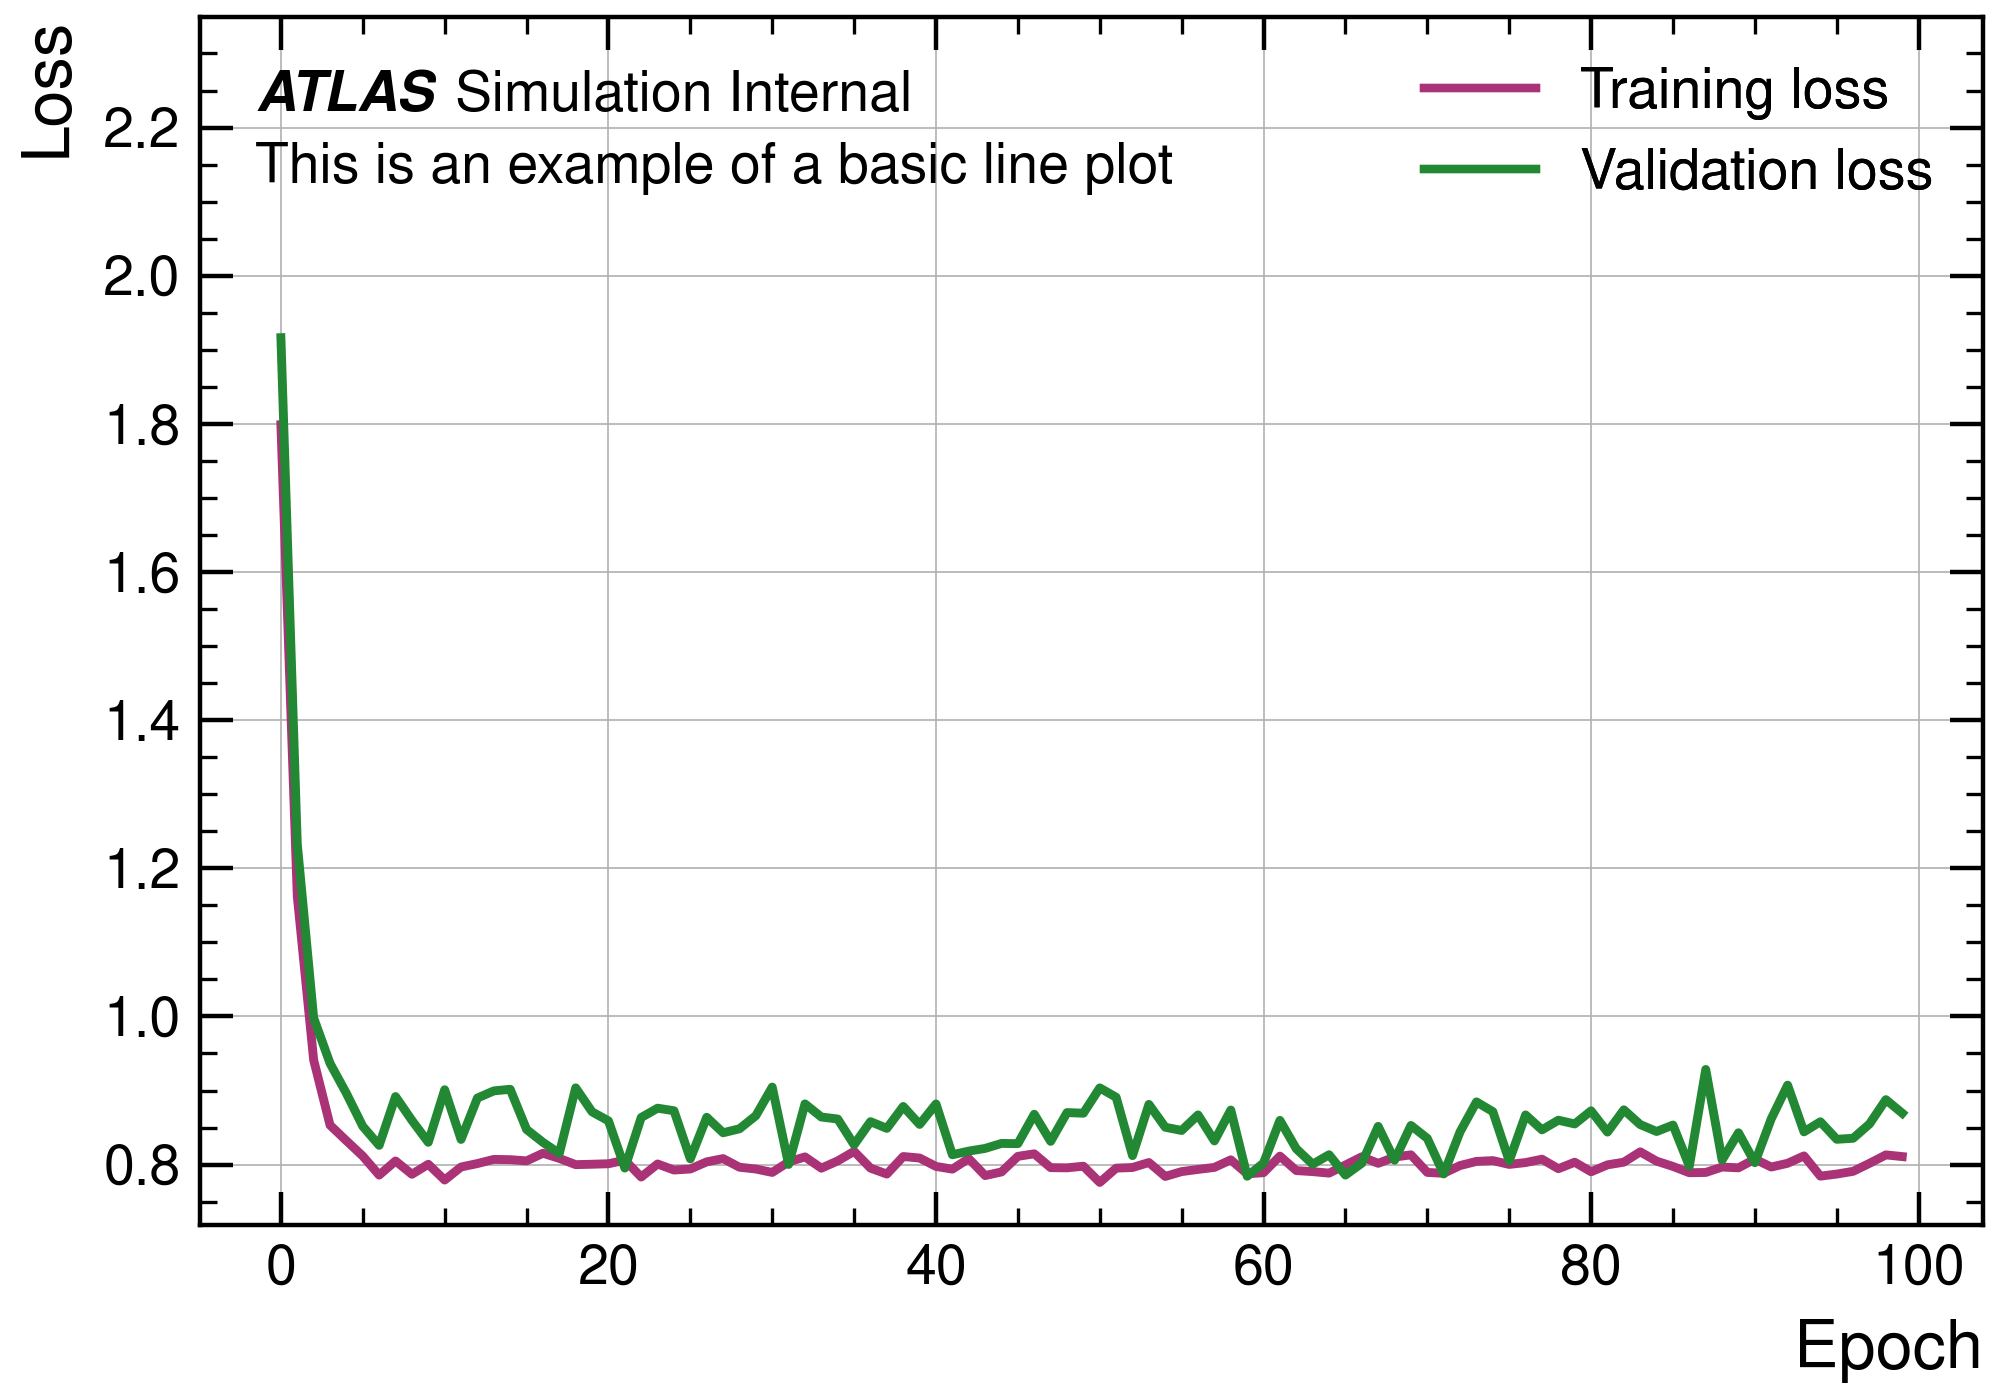 Loss
ATLAS Simulation Internal
This is an example of a basic line plot
Training loss
Validation loss
2.2
2.0
1.8
1.6
1.4
1.2
1.0
0.8
0 20 40 60 80 100
Epoch